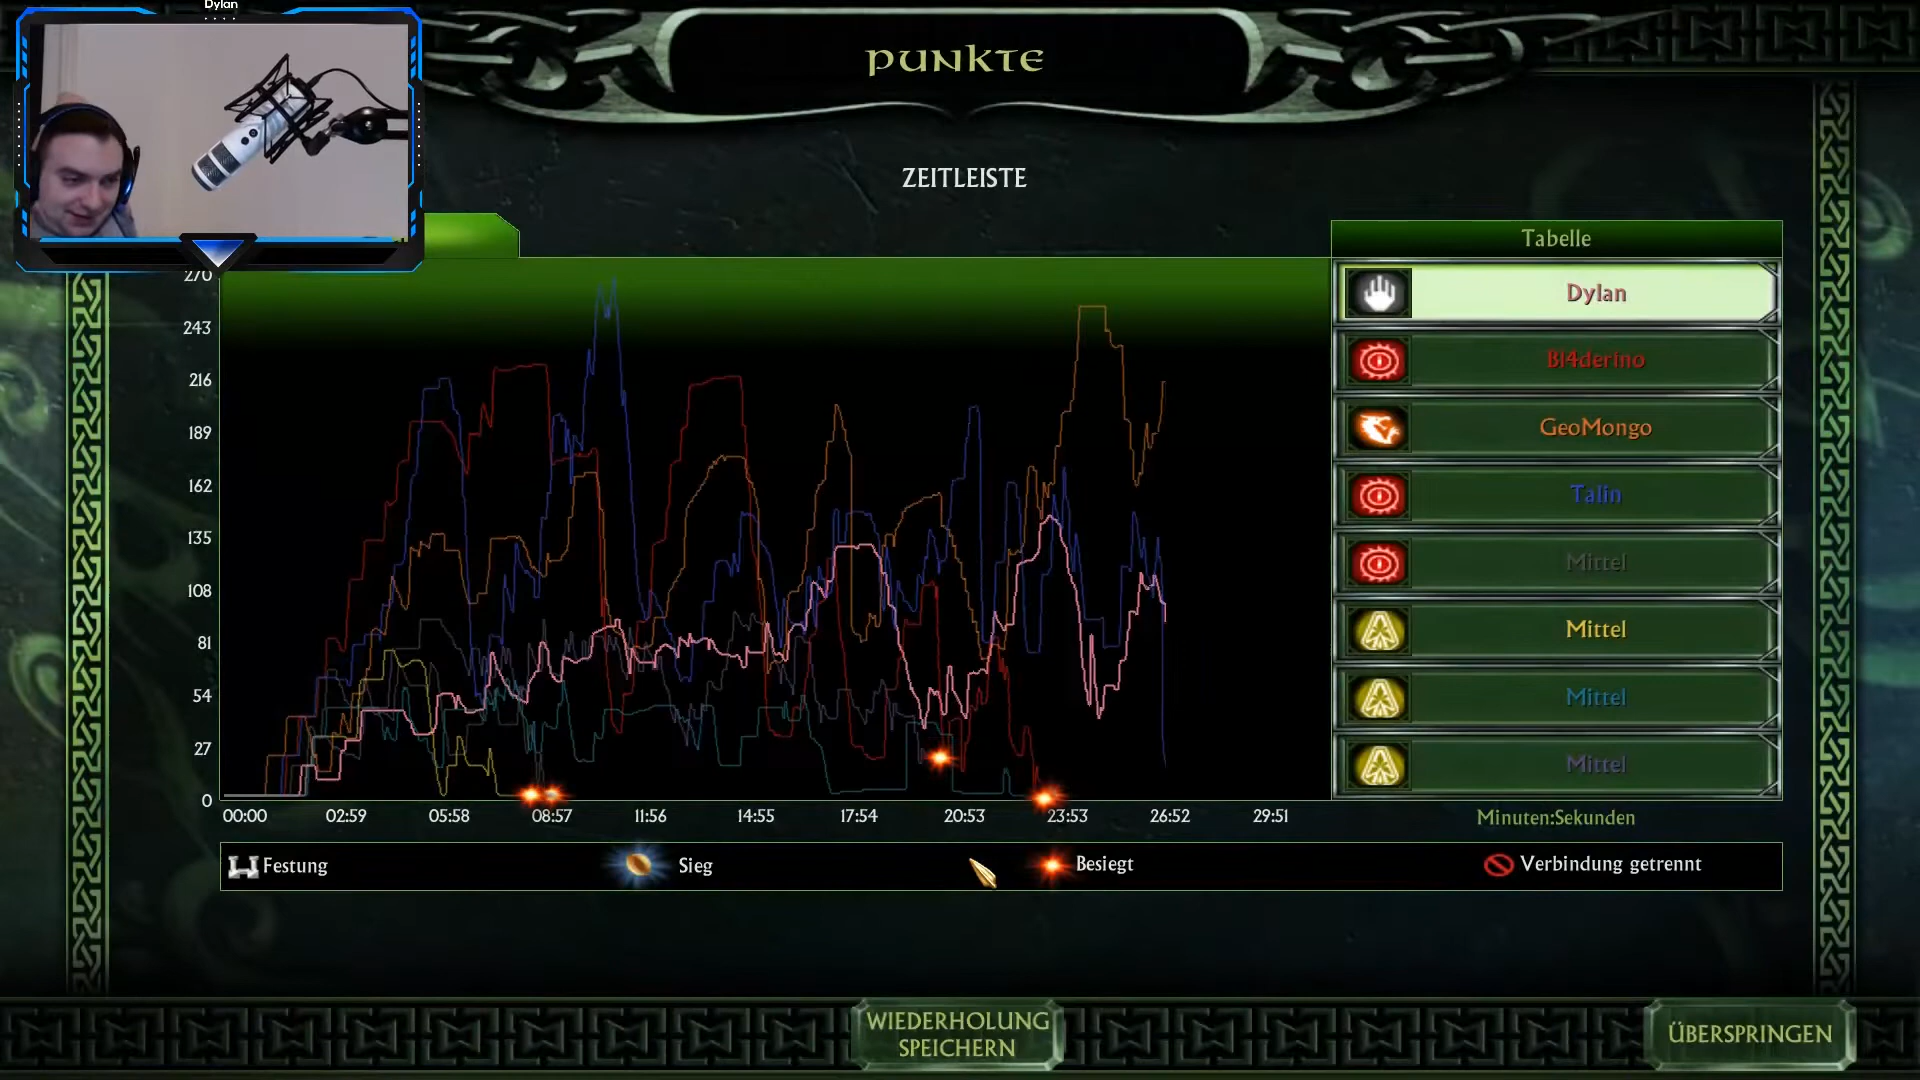 Dylan
PUNKTE
ZEITLEISTE
Tabelle
270
243
216
189
162
135
108
81
54
27
0
00:00 02:59 05:58 08:57 11:56 14:55 17:54 20:53 23:53 26:52 29:51
Dylan
Bl4derino
GeoMongo
Talin
Mittel
Mittel
Mittel
Mittel
Minuten:Sekunden
Festung
Sieg
Besiegt
Verbindung getrennt
WIEDERHOLUNG
SPEICHERN
ÜBERSPRINGEN